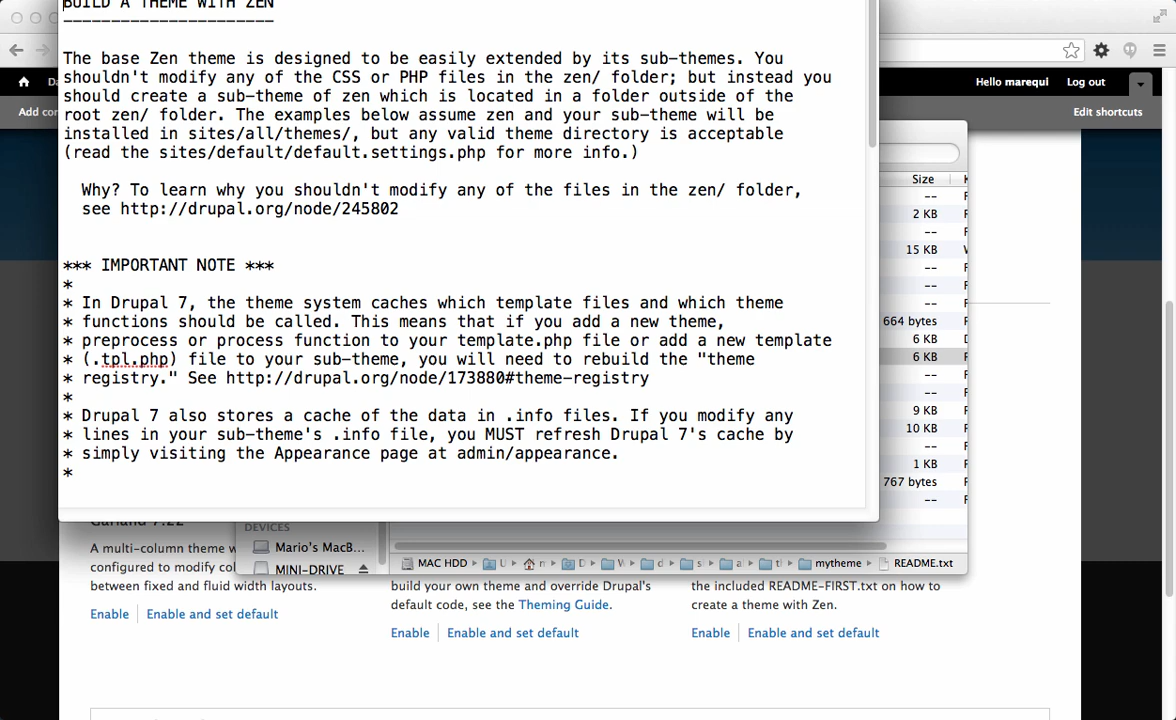 BUILD A THEME WITH ZEN
----------------------
The base Zen theme is designed to be easily extended by its sub-themes. You
shouldn't modify any of the CSS or PHP files in the zen/ folder; but instead you
should create a sub-theme of zen which is located in a folder outside of the
root zen/ folder. The examples below assume zen and your sub-theme will be
installed in sites/all/themes/, but any valid theme directory is acceptable
(read the sites/default/default.settings.php for more info.)
Why? To learn why you shouldn't modify any of the files in the zen/ folder,
see http://drupal.org/node/245802
*** IMPORTANT NOTE ***
*
* In Drupal 7, the theme system caches which template files and which theme
* functions should be called. This means that if you add a new theme,
* preprocess or process function to your template.php file or add a new template
* (.tpl.php) file to your sub-theme, you will need to rebuild the "theme
* registry." See http://drupal.org/node/173880#theme-registry
*
* Drupal 7 also stores a cache of the data in .info files. If you modify any
* lines in your sub-theme's .info file, you MUST refresh Drupal 7's cache by
* simply visiting the Appearance page at admin/appearance.
*
Hello marequi Log out
Add Edit shortcuts
Size
--
2 KB
--
15 KB
--
--
--
664 bytes
6 KB
6 KB
--
--
9 KB
10 KB
--
1 KB
767 bytes
--
Garland 7.22
DEVICES
Mario's MacB...
MINI-DRIVE
MAC HDD mytheme README.txt
A multi-column theme
configured to modify
between fixed and fluid width layouts.
Enable Enable and set default
build your own theme and override Drupal's
default code, see the Theming Guide.
Enable Enable and set default
the included README-FIRST.txt on how to
create a theme with Zen.
Enable Enable and set default